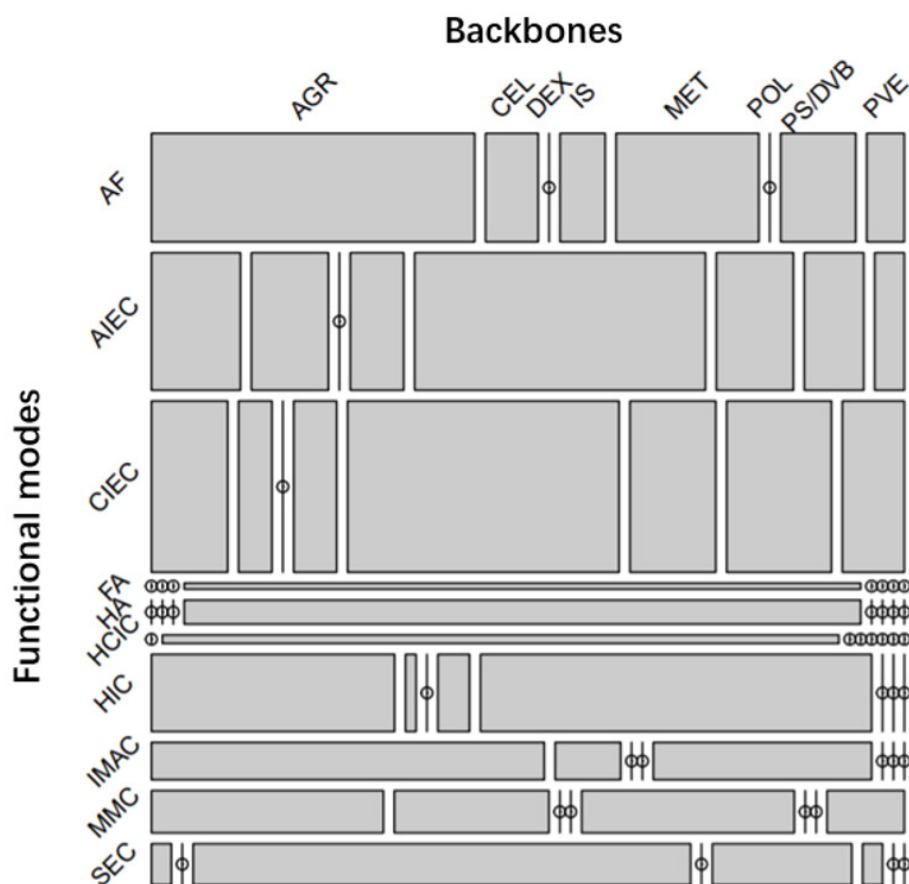 Backbones
AGR
CEL
DEX
IS
MET
POL
PS/DVB
PVE
Functional modes
AF
AIEC
CIEC
FA
HA
HCIC
HIC
IMAC
MMC
SEC